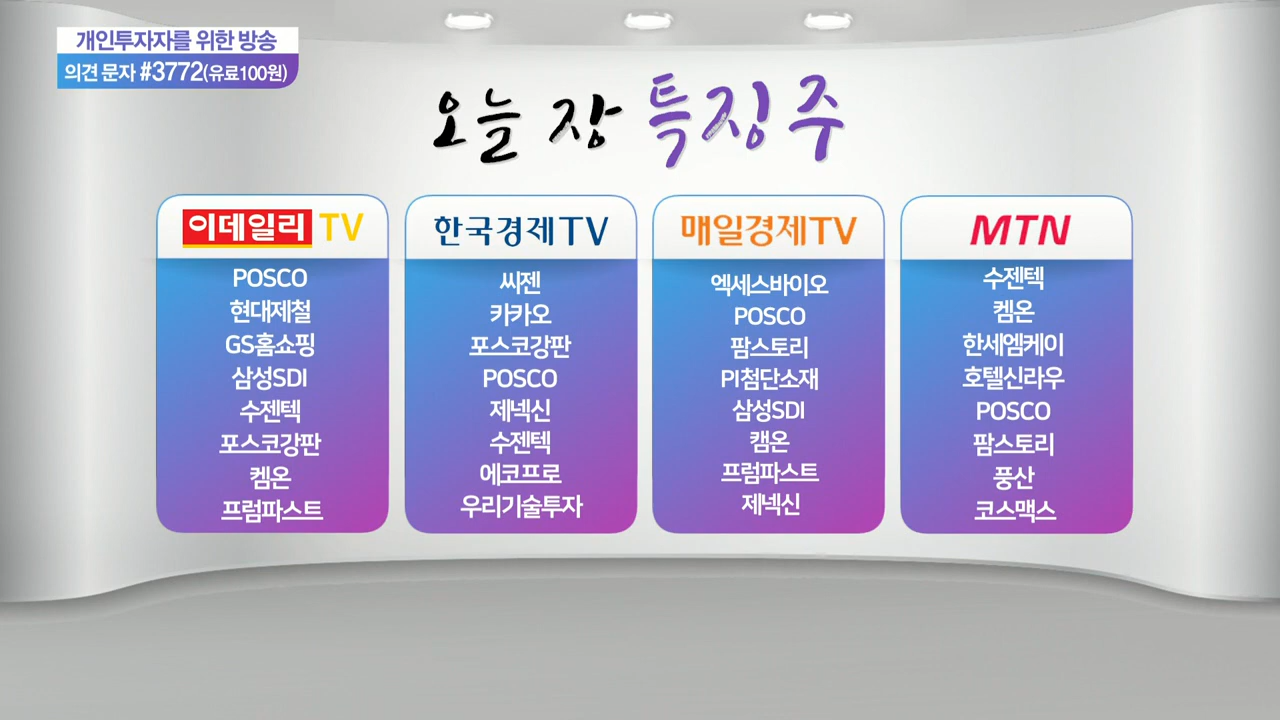 개인투자자를 위한 방송
의견 문자 #3772(유료100원)
오늘 장 특징주
이데일리 TV
POSCO
현대제철
GS홈쇼핑
삼성SDI
수젠텍
포스코강판
켐온
프럼파스트
한국경제TV
씨젠
카카오
포스코강판
POSCO
제넥신
수젠텍
에코프로
우리기술투자
매일경제TV
엑세스바이오
POSCO
팜스토리
PI첨단소재
삼성SDI
캠온
프럼파스트
제넥신
MTN
수젠텍
켐온
한세엠케이
호텔신라우
POSCO
팜스토리
풍산
코스맥스